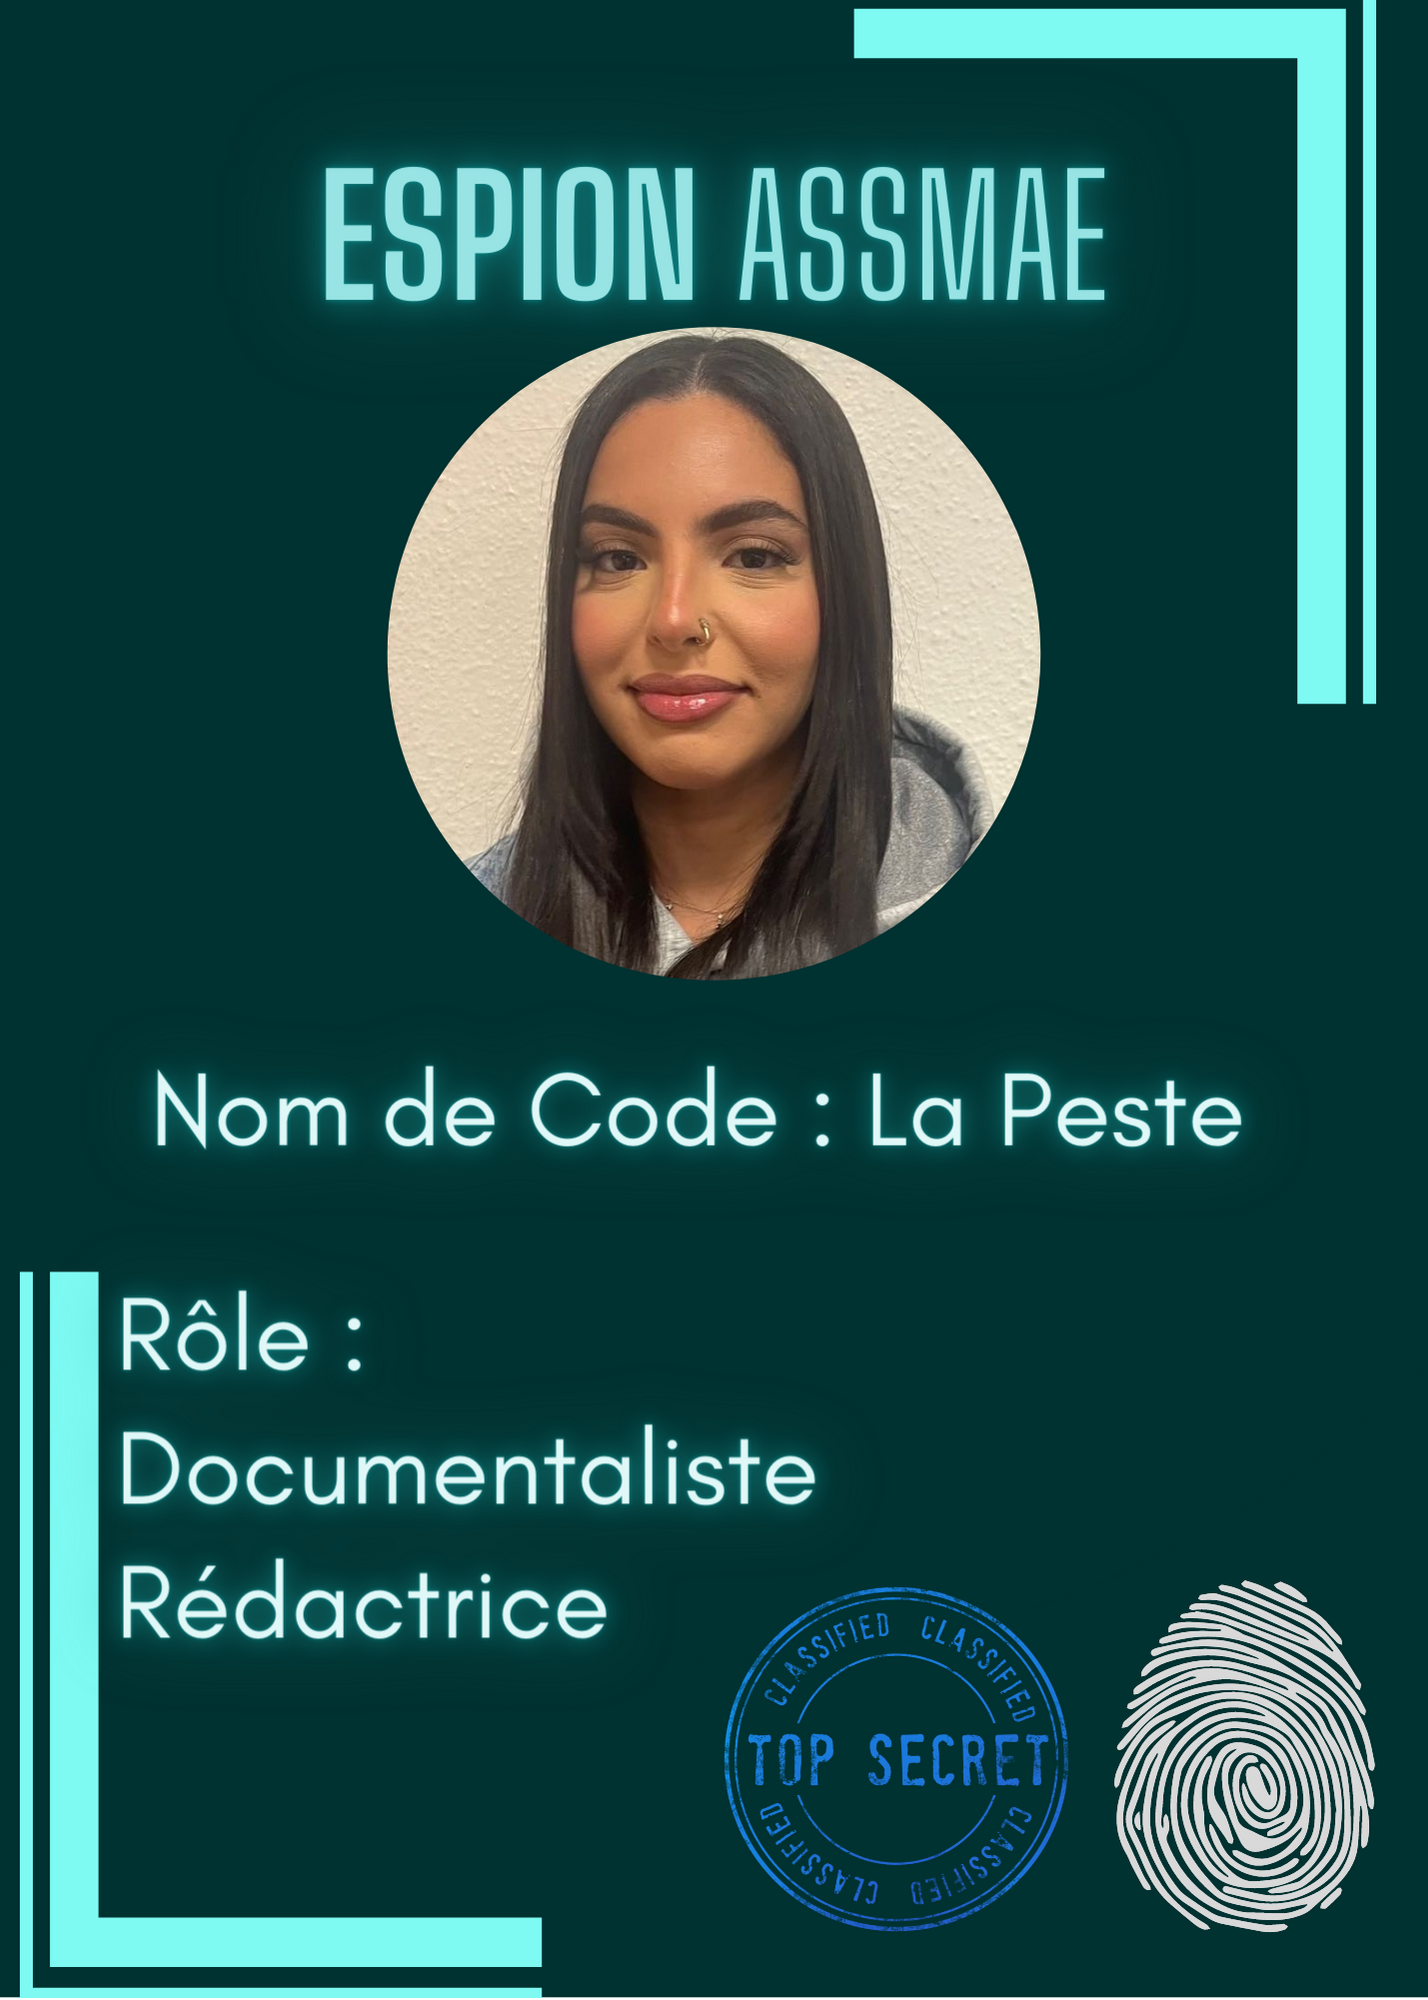 ESPION ASSMAE
Nom de Code : La Peste
Rôle :
Documentaliste
Rédactrice
CLASSIFIED CLASSIFIED
TOP SECRET
CLASSIFIED CLASSIFIED